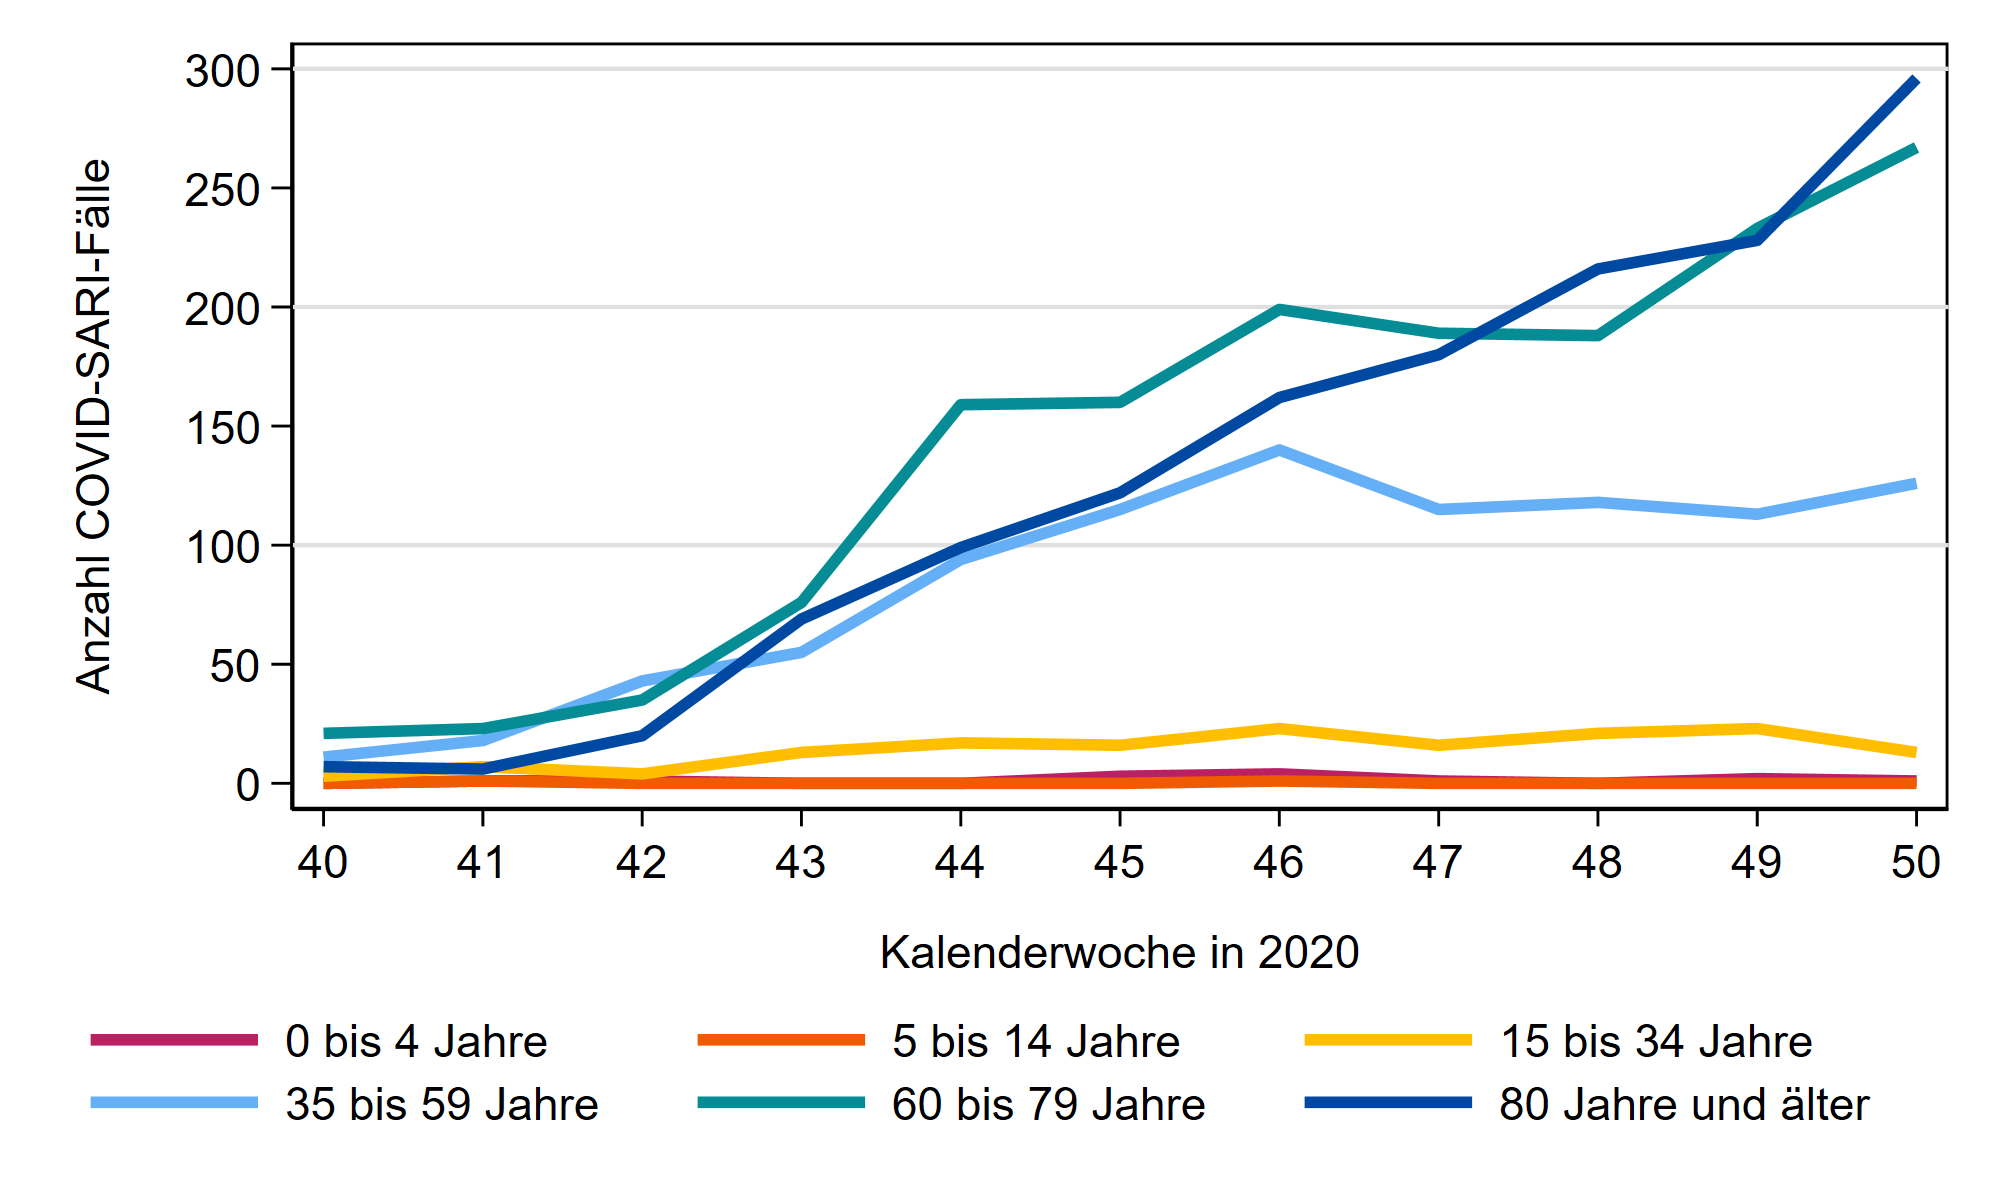 Anzahl COVID-SARI-Fälle
300
250
200
150
100
50
0
40 41 42 43 44 45 46 47 48 49 50
Kalenderwoche in 2020
0 bis 4 Jahre 5 bis 14 Jahre 15 bis 34 Jahre
35 bis 59 Jahre 60 bis 79 Jahre 80 Jahre und älter